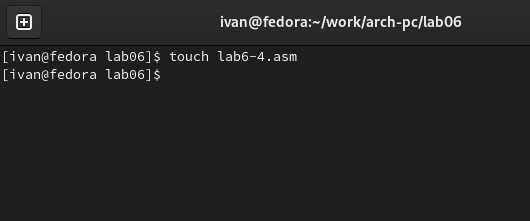 ivan@fedora:~/work/arch-pc/lab06
[ivan@fedora lab06]$ touch lab6-4.asm
[ivan@fedora lab06]$